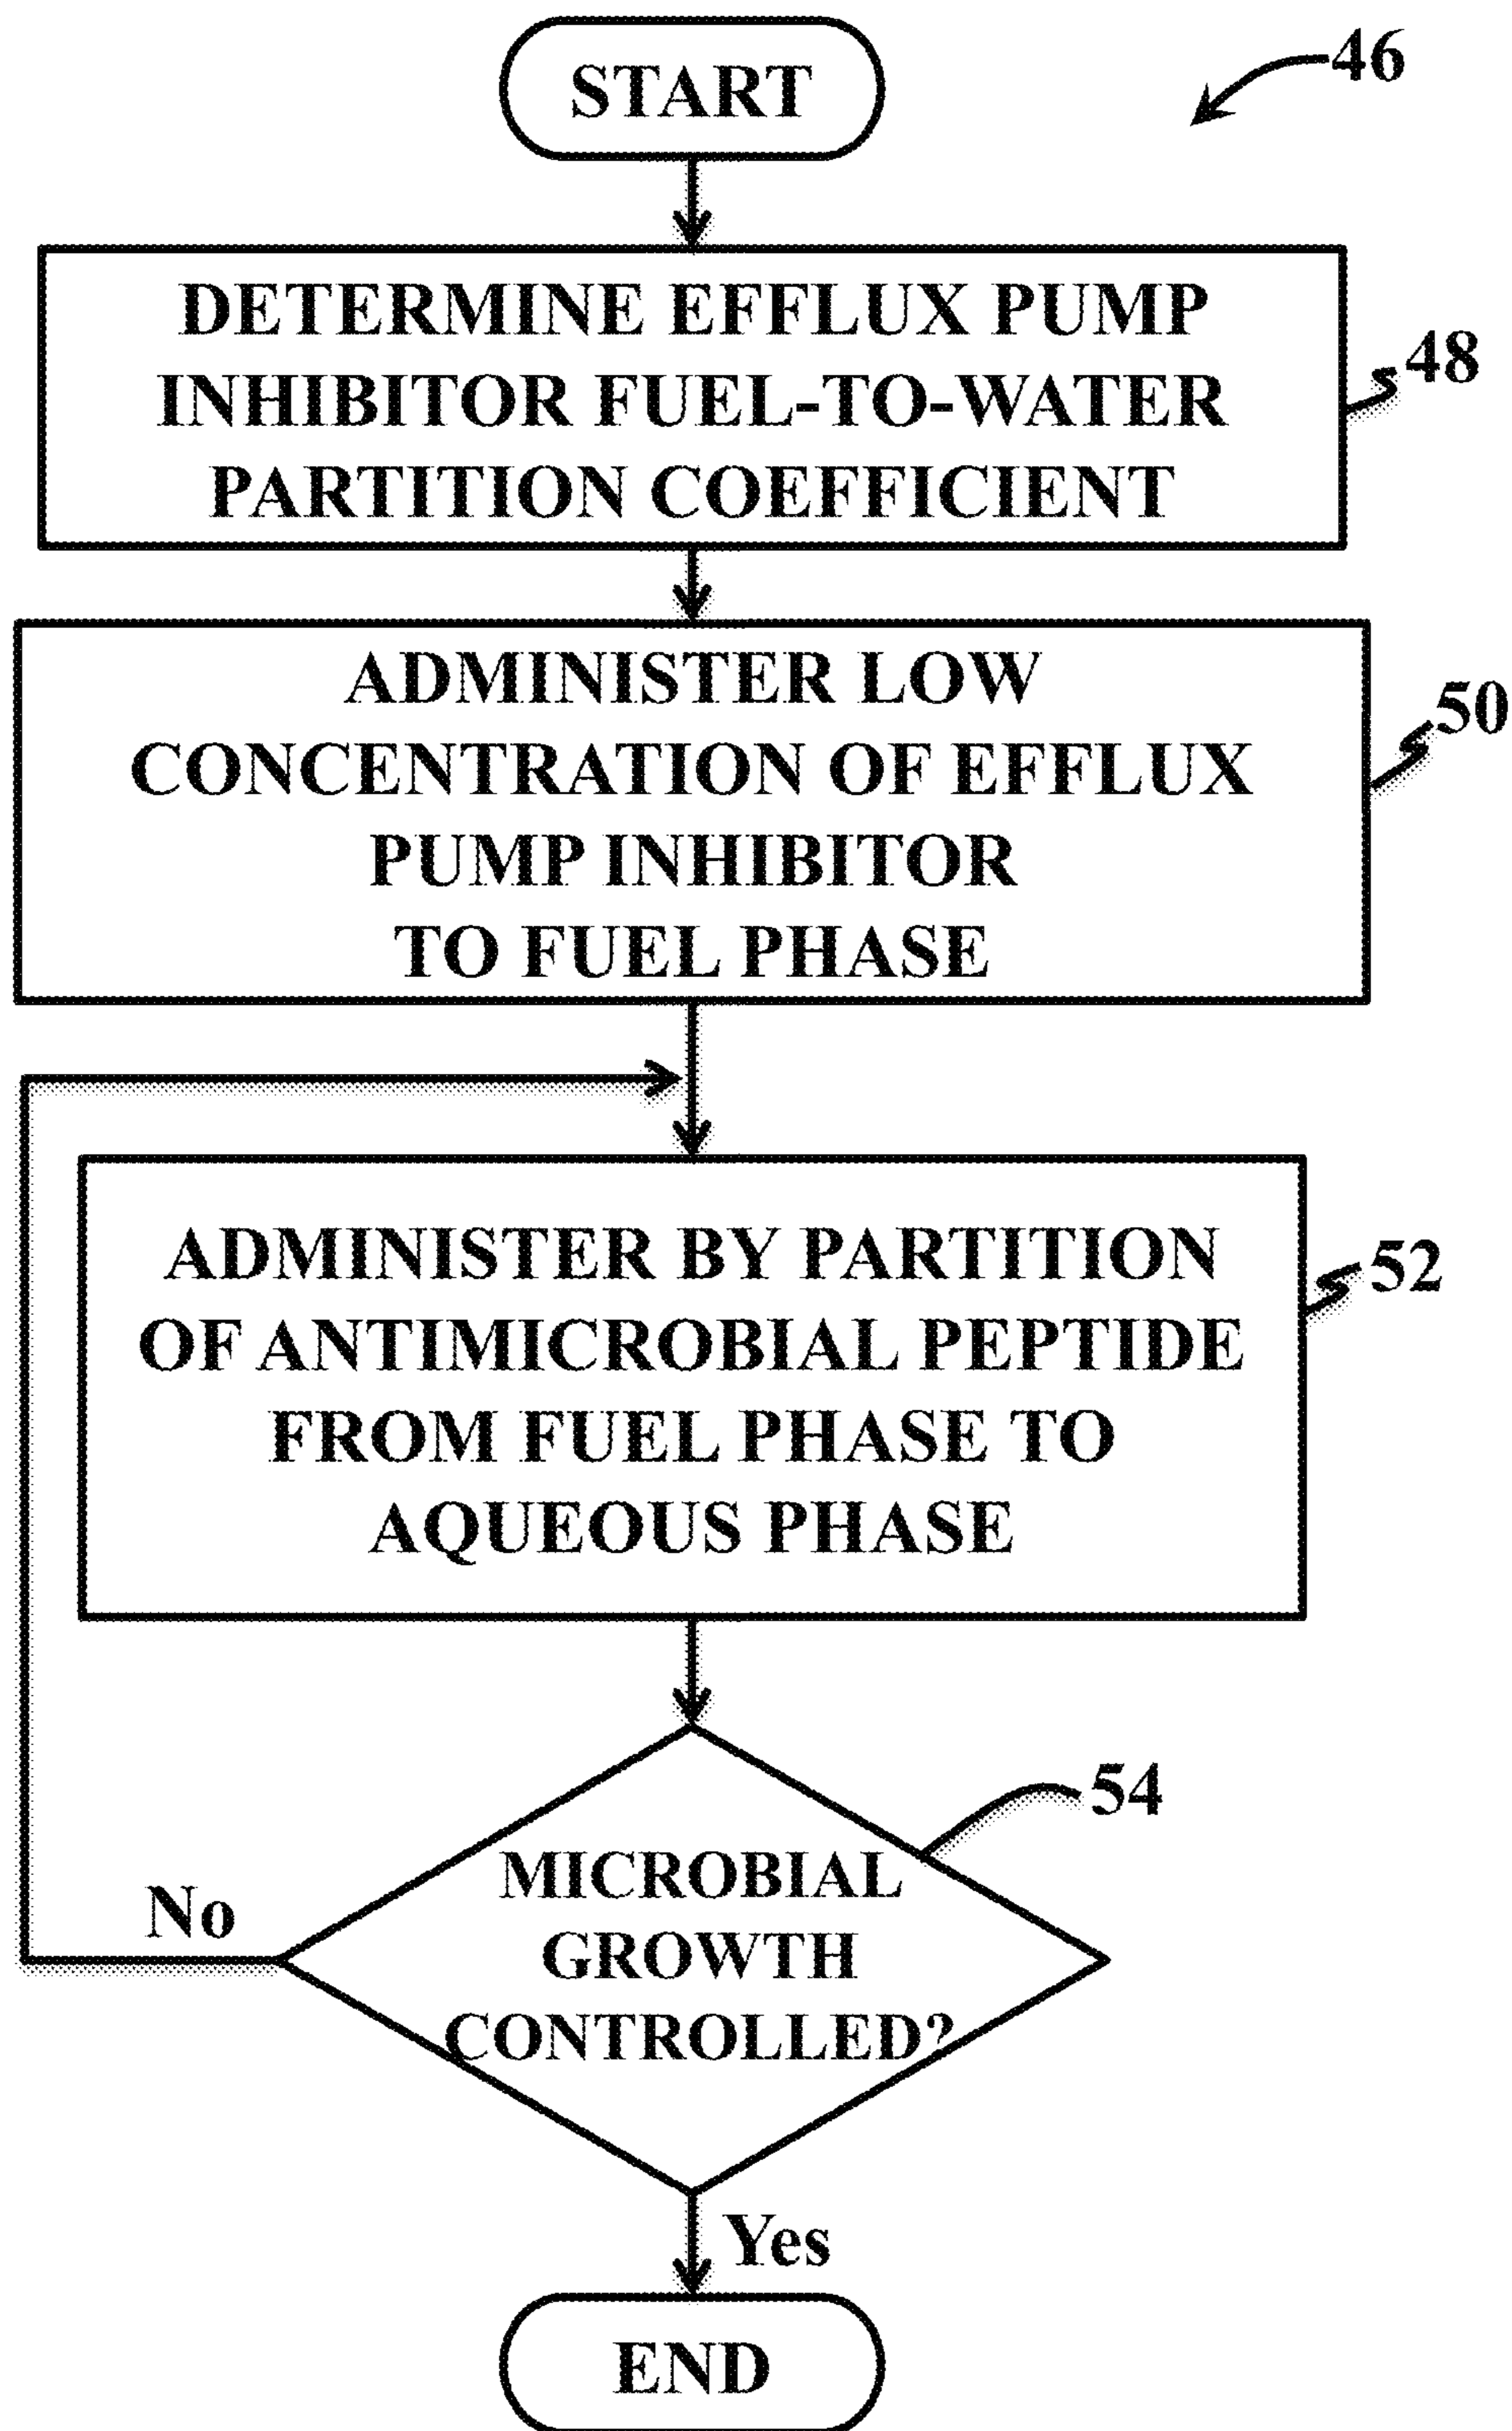 START
46
DETERMINE EFFLUX PUMP
INHIBITOR FUEL-TO-WATER
PARTITION COEFFICIENT
48
ADMINISTER LOW
CONCENTRATION OF EFFLUX
PUMP INHIBITOR
TO FUEL PHASE
50
ADMINISTER BY PARTITION
OF ANTIMICROBIAL PEPTIDE
FROM FUEL PHASE TO
AQUEOUS PHASE
52
MICROBIAL
GROWTH
CONTROLLED?
54
No
Yes
END